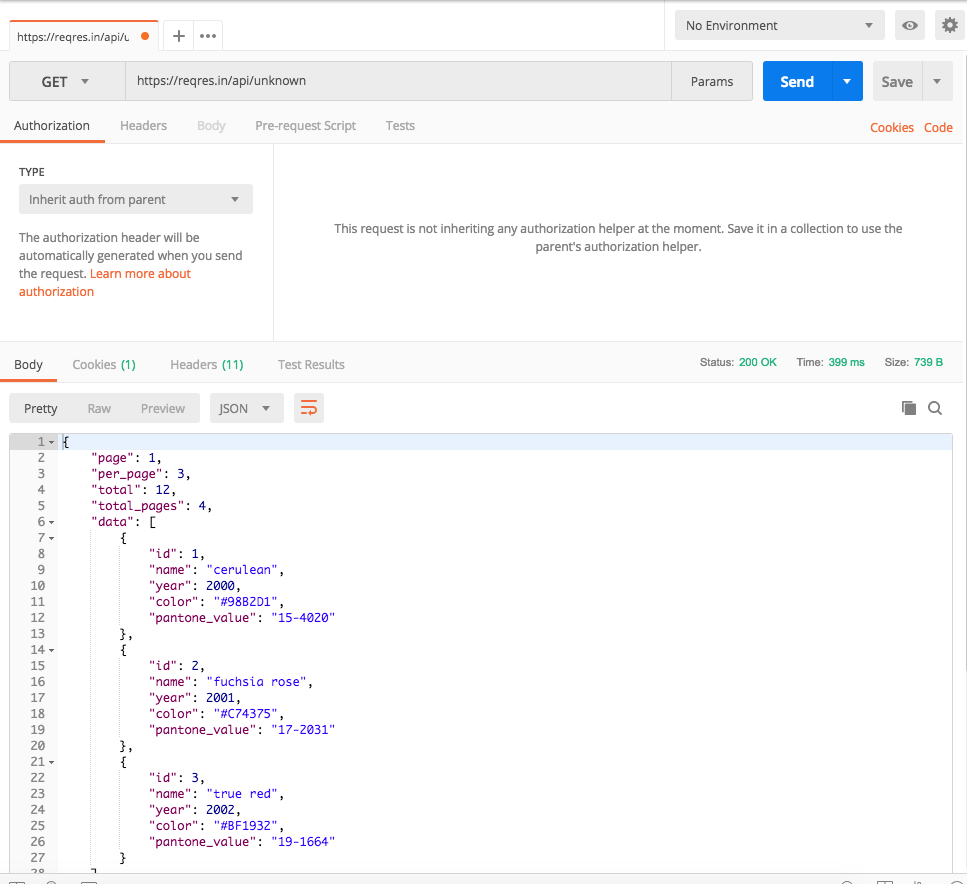 https://reqres.in/api/u
No Environment
GET https://reqres.in/api/unknown Params Send Save
Authorization Headers Body Pre-request Script Tests Cookies Code
TYPE
Inherit auth from parent
The authorization header will be
automatically generated when you send
the request. Learn more about
authorization
This request is not inheriting any authorization helper at the moment. Save it in a collection to use the
parent's authorization helper.
Body Cookies (1) Headers (11) Test Results Status: 200 OK Time: 399 ms Size: 739 B
Pretty Raw Preview JSON
1 {
2 "page": 1,
3 "per_page": 3,
4 "total": 12,
5 "total_pages": 4,
6 "data": [
7 {
8 "id": 1,
9 "name": "cerulean",
10 "year": 2000,
11 "color": "#98B2D1",
12 "pantone_value": "15-4020"
13 },
14 {
15 "id": 2,
16 "name": "fuchsia rose",
17 "year": 2001,
18 "color": "#C74375",
19 "pantone_value": "17-2031"
20 },
21 {
22 "id": 3,
23 "name": "true red",
24 "year": 2002,
25 "color": "#BF1932",
26 "pantone_value": "19-1664"
27 }
28 ]